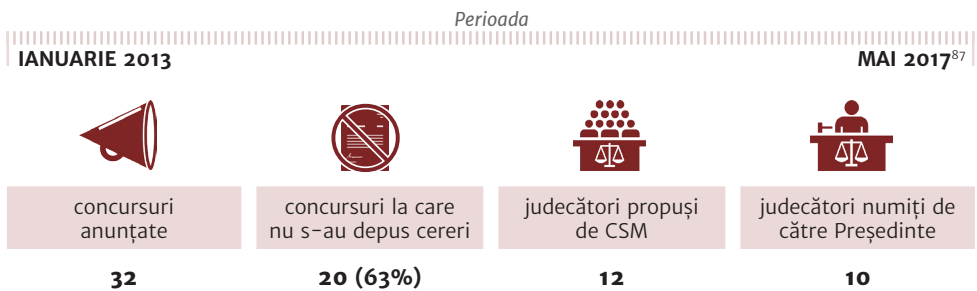 Perioada
IANUARIE 2013
MAI 2017⁸⁷
concursuri
anunțate
32
concursuri la care
nu s-au depus cereri
20 (63%)
judecători propuși
de CSM
12
judecători numiți de
către Președinte
10